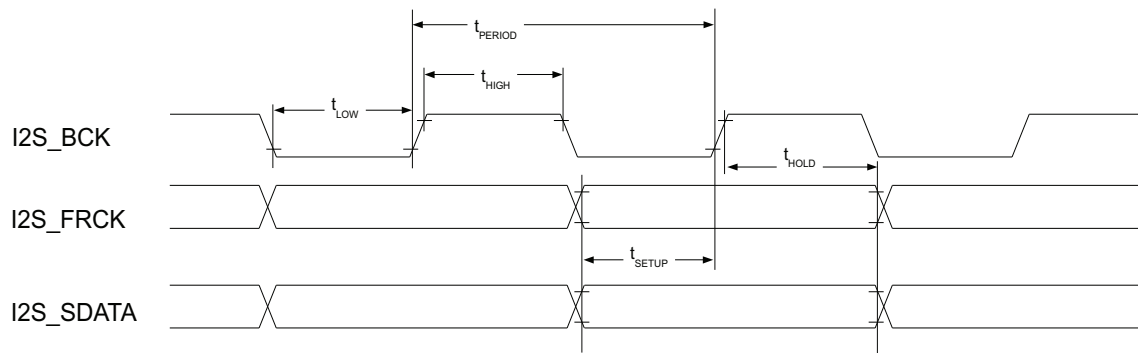 tPERIOD
tHIGH
tLOW
I2S_BCK
tHOLD
I2S_FRCK
tSETUP
I2S_SDATA